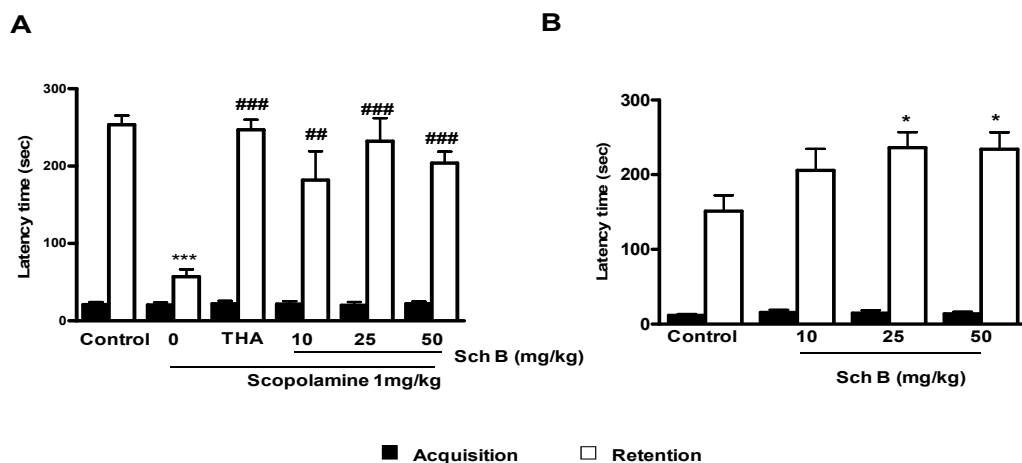 A
Latency time (sec)
300
200
100
0
***
###
##
###
###
Control 0 THA 10 25 50
Sch B (mg/kg)
Scopolamine 1mg/kg
B
Latency time (sec)
300
200
100
0
*
*
Control 10 25 50
Sch B (mg/kg)
Acquisition Retention